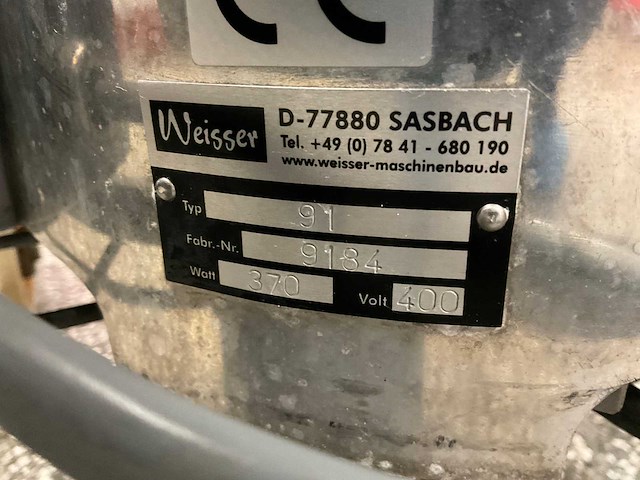 CE
Weisser
D-77880 SASBACH
Tel. +49 (0) 78 41 - 680 190
www.weisser-maschinenbau.de
Typ 91
Fabr.-Nr. 9184
Watt 370 Volt 400